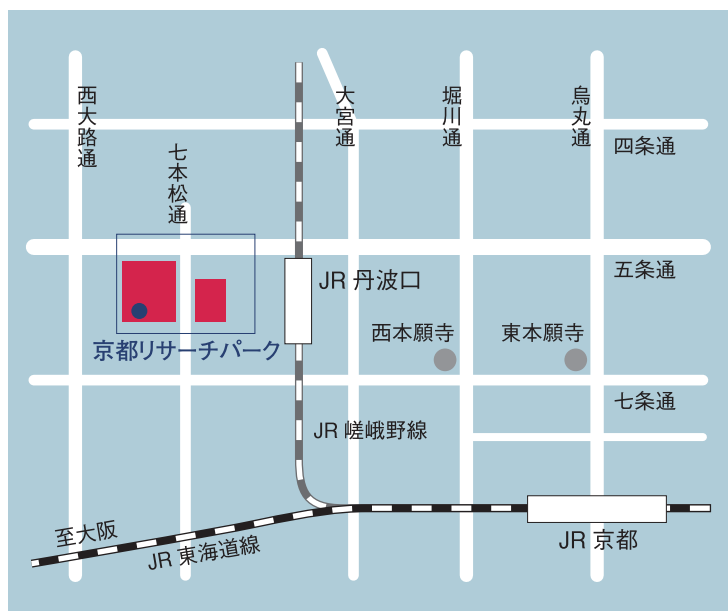 西大路通
七本松通
大宮通
堀川通
烏丸通
四条通
五条通
JR 丹波口
西本願寺
東本願寺
京都リサーチパーク
七条通
JR 嵯峨野線
至大阪
JR 東海道線
JR 京都